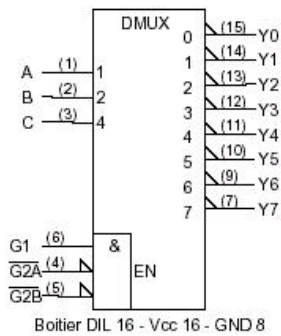 DMUX
0 (15) Y0
1 (14) Y1
A (1) 1
2 (13) Y2
B (2) 2
3 (12) Y3
C (3) 4
4 (11) Y4
5 (10) Y5
6 (9) Y6
7 (7) Y7
G1 (6) &
G2A (4) EN
G2B (5)
Boitier DIL 16 - Vcc 16 - GND 8